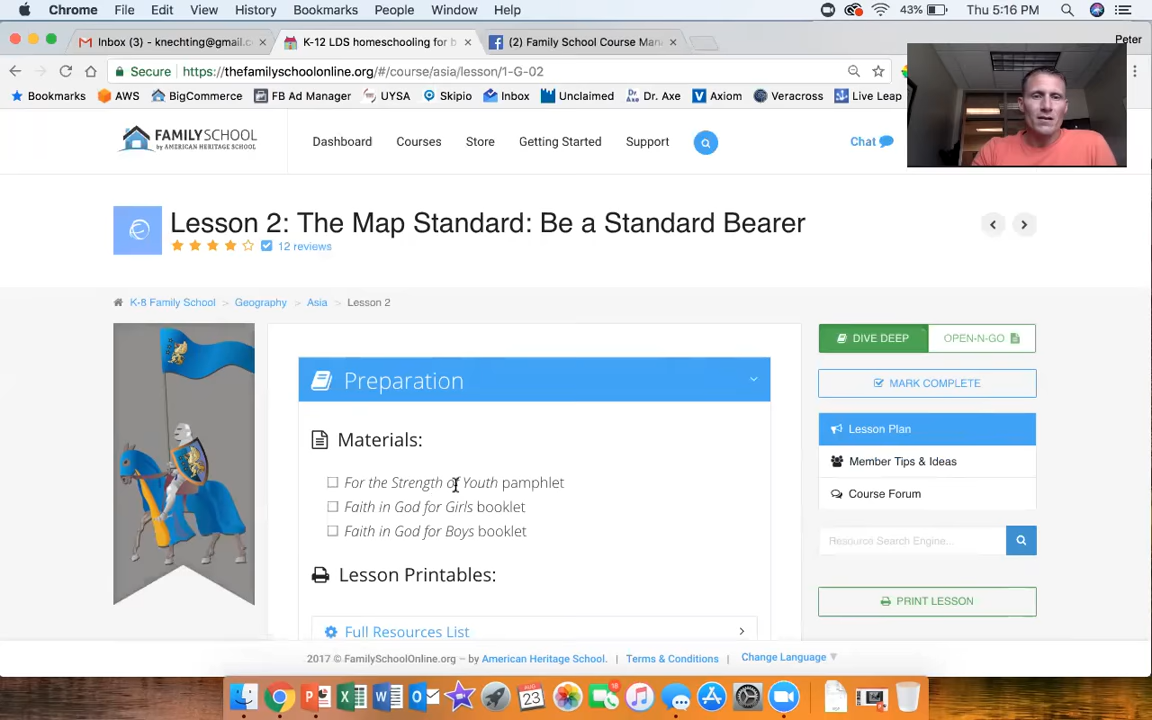 Chrome File Edit View History Bookmarks People Window Help 43% Thu 5:16 PM
Inbox (3) - knechting@gmail.c × K-12 LDS homeschooling for b × (2) Family School Course Man × Peter
Secure https://thefamilyschoolonline.org/#/course/asia/lesson/1-G-02
Bookmarks AWS BigCommerce FB Ad Manager UYSA Skipio Inbox Unclaimed Dr. Axe Axiom Veracross Live Leap
FAMILYSCHOOL
by AMERICAN HERITAGE SCHOOL
Dashboard Courses Store Getting Started Support Chat
Lesson 2: The Map Standard: Be a Standard Bearer
12 reviews
K-8 Family School > Geography > Asia > Lesson 2
Preparation
DIVE DEEP OPEN-N-GO
MARK COMPLETE
Materials:
Lesson Plan
Member Tips & Ideas
For the Strength of Youth pamphlet
Course Forum
Faith in God for Girls booklet
Faith in God for Boys booklet
Resource Search Engine...
Lesson Printables:
PRINT LESSON
Full Resources List
2017 © FamilySchoolOnline.org ~ by American Heritage School. | Terms & Conditions | Change Language
AUG
23